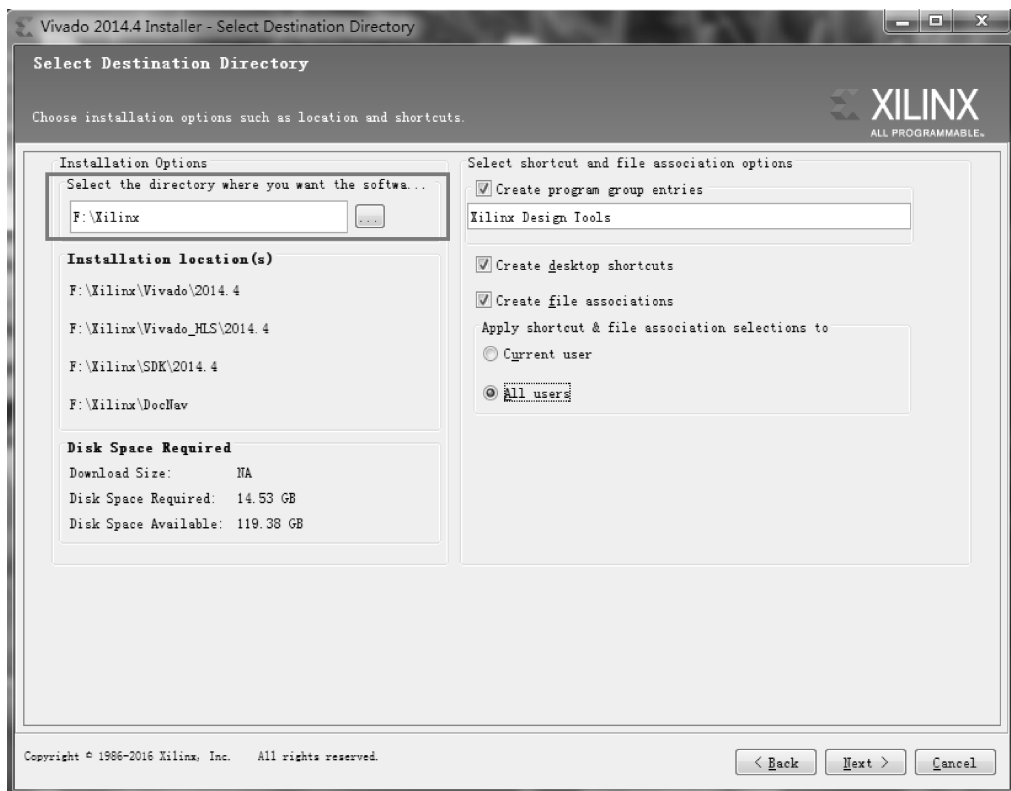 Vivado 2014.4 Installer - Select Destination Directory
Select Destination Directory
Choose installation options such as location and shortcuts.
XILINX
ALL PROGRAMMABLE™
Installation Options
Select the directory where you want the softwa...
F:\Xilinx
...
Installation location(s)
F:\Xilinx\Vivado\2014.4
F:\Xilinx\Vivado_HLS\2014.4
F:\Xilinx\SDK\2014.4
F:\Xilinx\DocNav
Disk Space Required
Download Size: NA
Disk Space Required: 14.53 GB
Disk Space Available: 119.38 GB
Select shortcut and file association options
Create program group entries
Xilinx Design Tools
Create desktop shortcuts
Create file associations
Apply shortcut & file association selections to
Current user
All users
Copyright © 1986-2016 Xilinx, Inc. All rights reserved.
< Back Next > Cancel